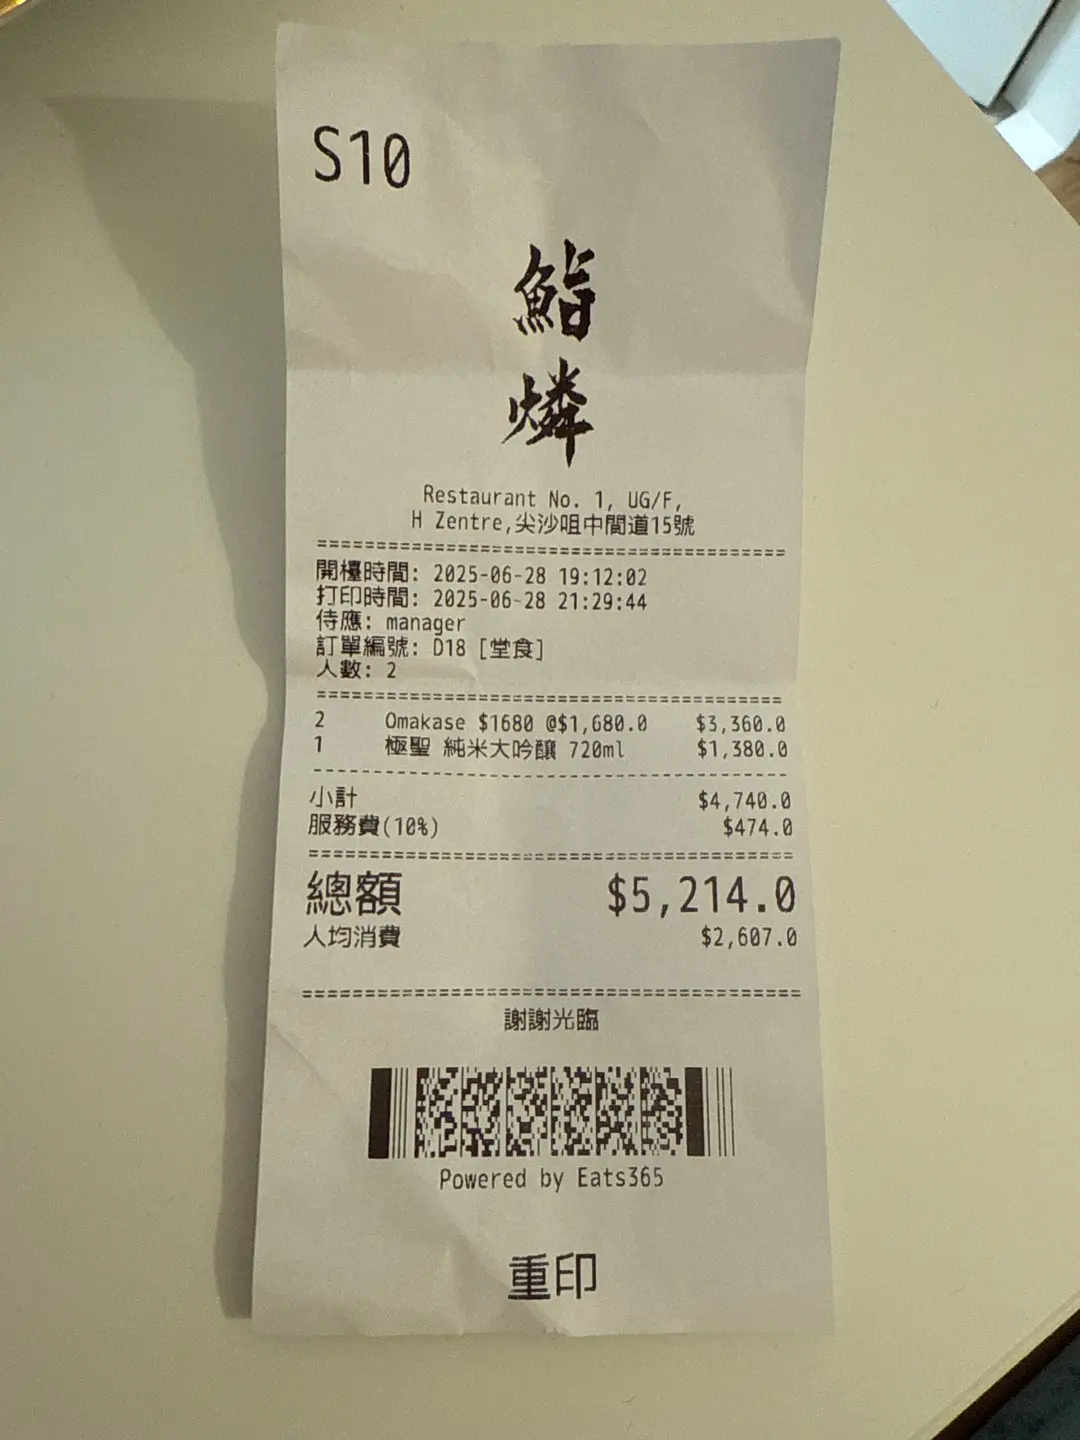 S10
鮨
燐
Restaurant No. 1, UG/F,
H Zentre,尖沙咀中間道15號
========================================
開檯時間: 2025-06-28 19:12:02
打印時間: 2025-06-28 21:29:44
侍應: manager
訂單編號: D18 [堂食]
人數: 2
========================================
2 Omakase $1680 @$1,680.0 $3,360.0
1 極聖 純米大吟釀 720ml $1,380.0
----------------------------------------
小計 $4,740.0
服務費(10%) $474.0
========================================
總額 $5,214.0
人均消費 $2,607.0
========================================
謝謝光臨
Powered by Eats365
重印